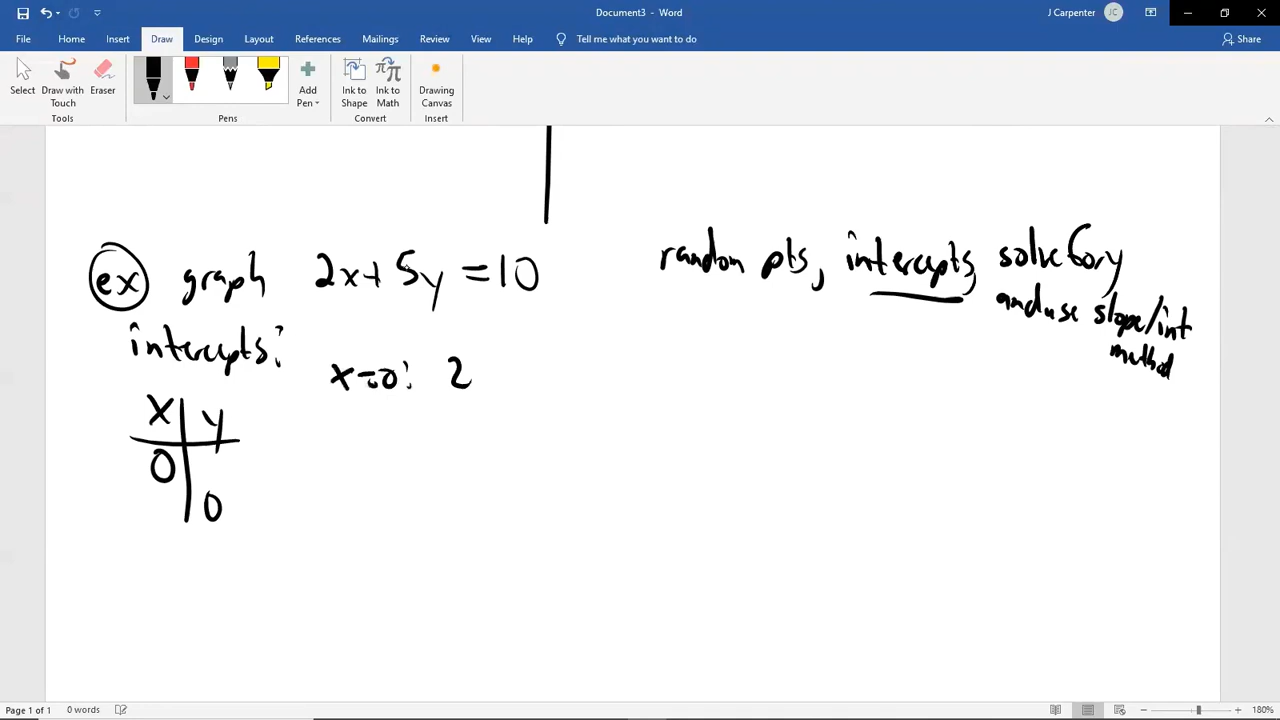 Document3 - Word
J Carpenter JC
File Home Insert Draw Design Layout References Mailings Review View Help Tell me what you want to do Share
Select Draw with Touch Eraser Add Pen Ink to Shape Ink to Math Drawing Canvas
Tools Pens Convert Insert
ex graph 2x+5y=10
random pts, intercepts, solve for y
and use slope/int
method
intercepts:
x=0: 2
x y
0
0
Page 1 of 1 0 words 180%